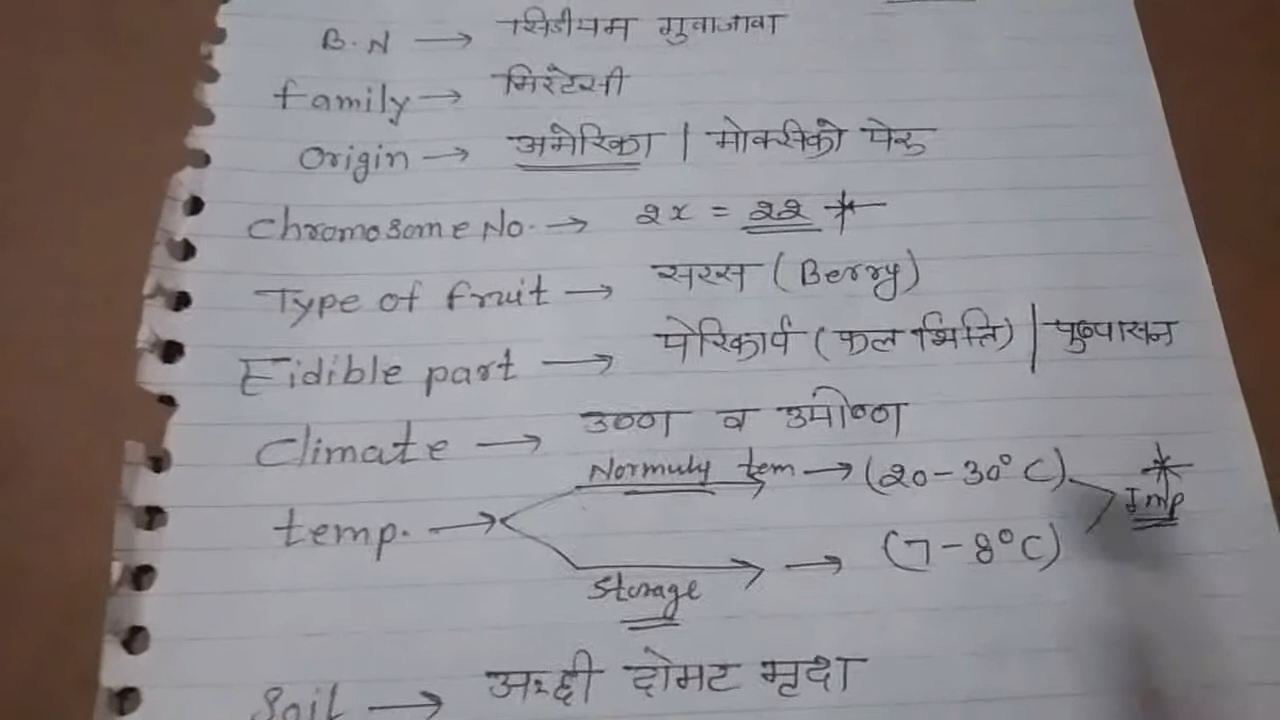 B.N → सिडीयम गुवाजावा
family → मिरटेसी
Origin → अमेरिका | मोक्सीको पेरु
Chromosome No. → 2x = 22
Type of fruit → सरस (Berry)
Eidible part → पेरिकार्प (फल भित्ति) | पुष्पासन
Climate → उष्ण व उपोष्ण
Normuly tem → (20-30°C)
Imp
temp. →
→ (7-8°C)
Storage
Soil → अच्छी दोमट मृदा